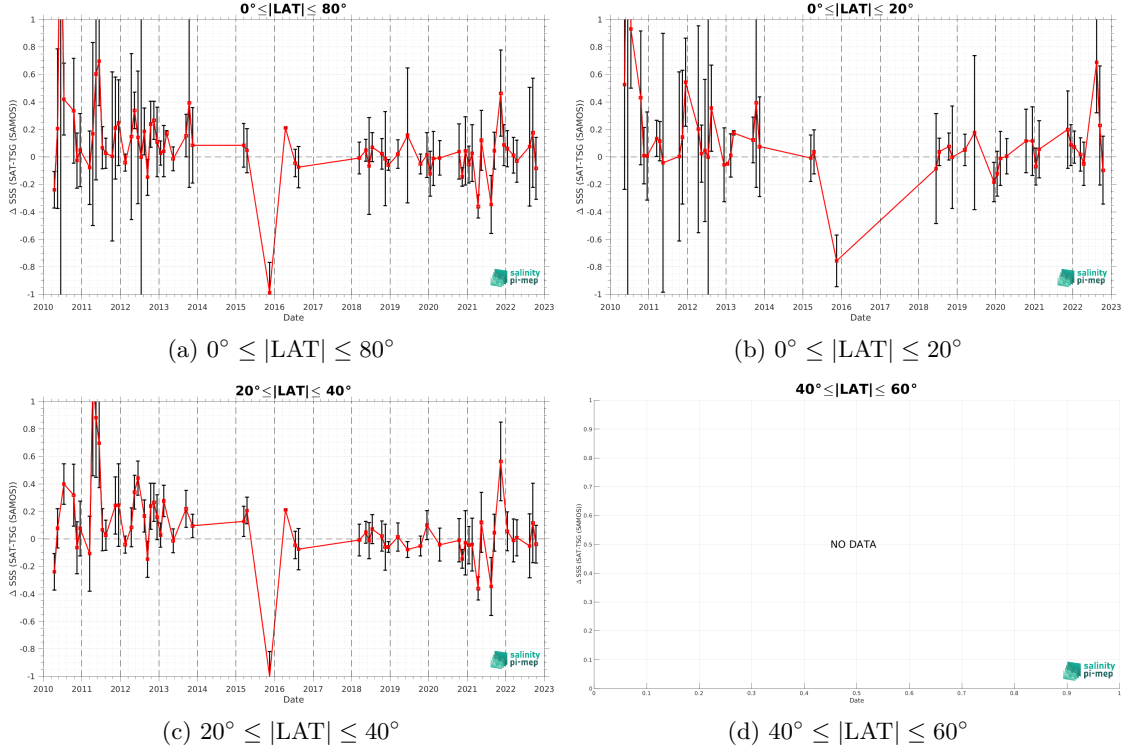 0°≤|LAT|≤ 80°
1
0.8
0.6
0.4
0.2
0
-0.2
-0.4
-0.6
-0.8
-1
Δ SSS (SAT-TSG (SAMOS))
2010 2011 2012 2013 2014 2015 2016 2017 2018 2019 2020 2021 2022 2023
Date
salinity
pi-mep
(a) 0° ≤ |LAT| ≤ 80°
0°≤|LAT|≤ 20°
1
0.8
0.6
0.4
0.2
0
-0.2
-0.4
-0.6
-0.8
-1
Δ SSS (SAT-TSG (SAMOS))
2010 2011 2012 2013 2014 2015 2016 2017 2018 2019 2020 2021 2022 2023
Date
salinity
pi-mep
(b) 0° ≤ |LAT| ≤ 20°
20°≤|LAT|≤ 40°
1
0.8
0.6
0.4
0.2
0
-0.2
-0.4
-0.6
-0.8
-1
Δ SSS (SAT-TSG (SAMOS))
2010 2011 2012 2013 2014 2015 2016 2017 2018 2019 2020 2021 2022 2023
Date
salinity
pi-mep
(c) 20° ≤ |LAT| ≤ 40°
40°≤|LAT|≤ 60°
1
0.9
0.8
0.7
0.6
0.5
0.4
0.3
0.2
0.1
0
Δ SSS (SAT-TSG (SAMOS))
NO DATA
0 0.1 0.2 0.3 0.4 0.5 0.6 0.7 0.8 0.9 1
Date
salinity
pi-mep
(d) 40° ≤ |LAT| ≤ 60°